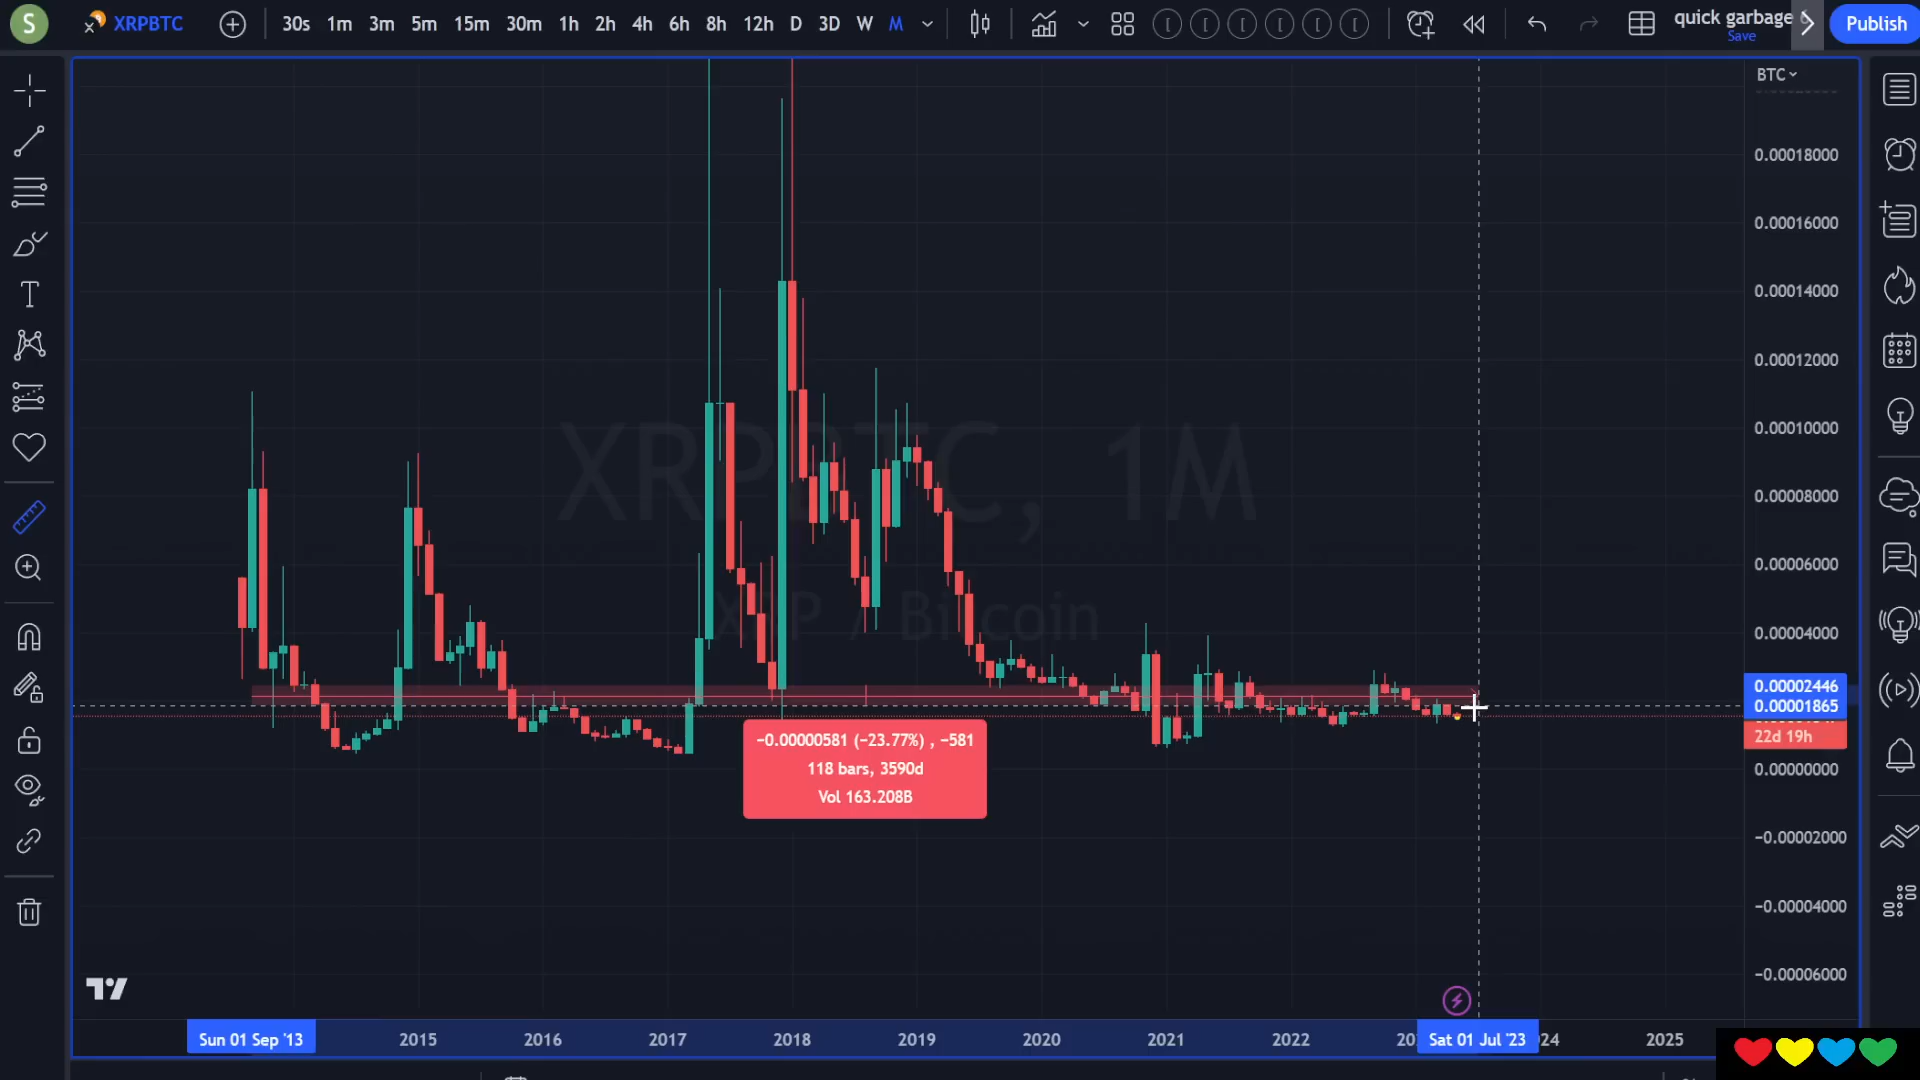 S
XRPBTC
30s 1m 3m 5m 15m 30m 1h 2h 4h 6h 8h 12h D 3D W M
quick garbage
Save
Publish
BTC
0.00018000
0.00016000
0.00014000
0.00012000
0.00010000
0.00008000
0.00006000
0.00004000
0.00002446
0.00001865
22d 19h
0.00000000
−0.00002000
−0.00004000
−0.00006000
XRPBTC, 1M
XRP / Bitcoin
−0.00000581 (−23.77%) , −581
118 bars, 3590d
Vol 163.208B
Sun 01 Sep '13 2015 2016 2017 2018 2019 2020 2021 2022 Sat 01 Jul '23 2025